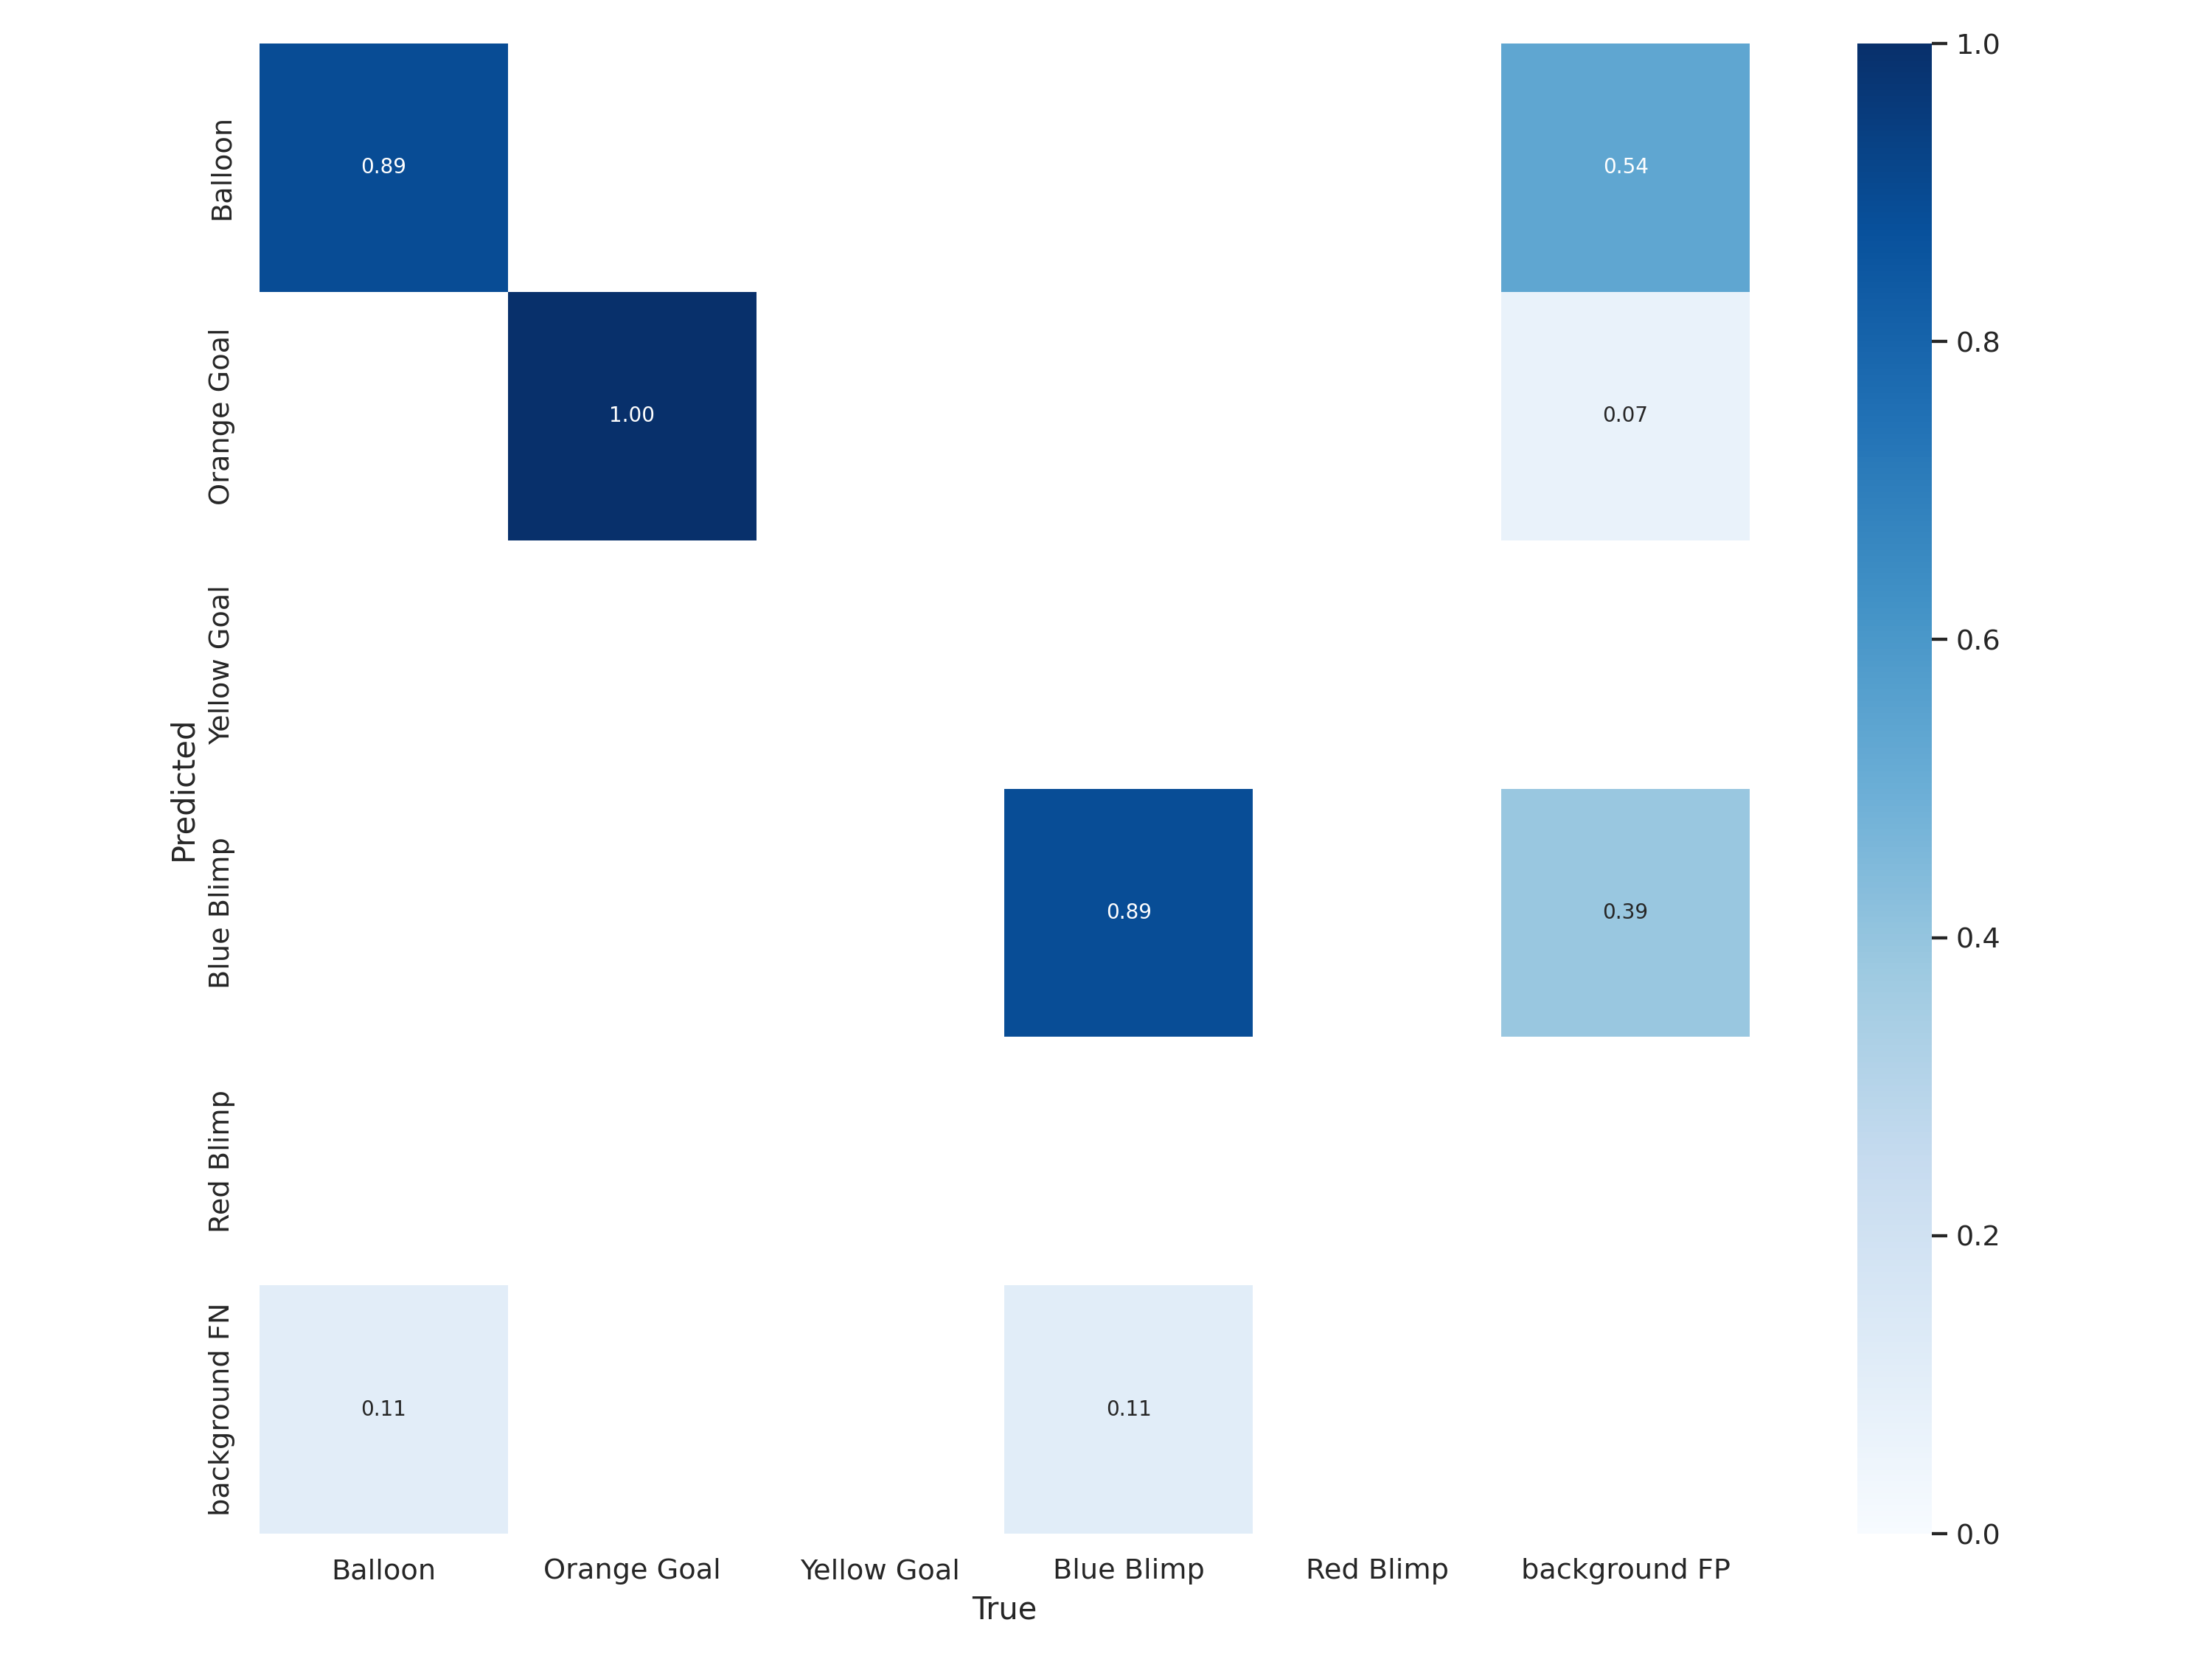 Predicted
Balloon
Orange Goal
Yellow Goal
Blue Blimp
Red Blimp
background FN
0.89
0.54
1.00
0.07
0.89
0.39
0.11
0.11
Balloon
Orange Goal
Yellow Goal
Blue Blimp
Red Blimp
background FP
True
1.0
0.8
0.6
0.4
0.2
0.0